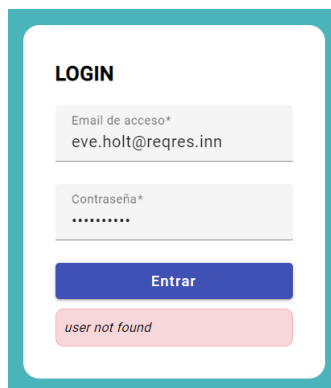 LOGIN
Email de acceso*
eve.holt@reqres.inn
Contraseña*
••••••••••
Entrar
user not found